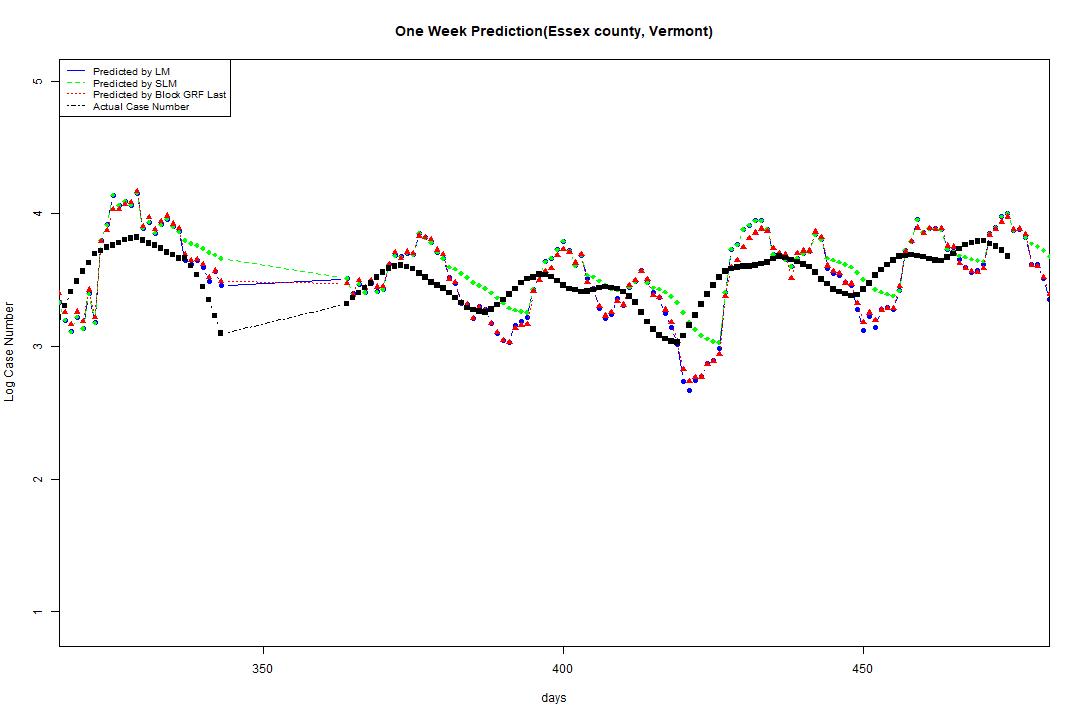 One Week Prediction(Essex county, Vermont)
Predicted by LM
Predicted by SLM
Predicted by Block GRF Last
Actual Case Number
5
4
3
2
1
Log Case Number
350 400 450
days